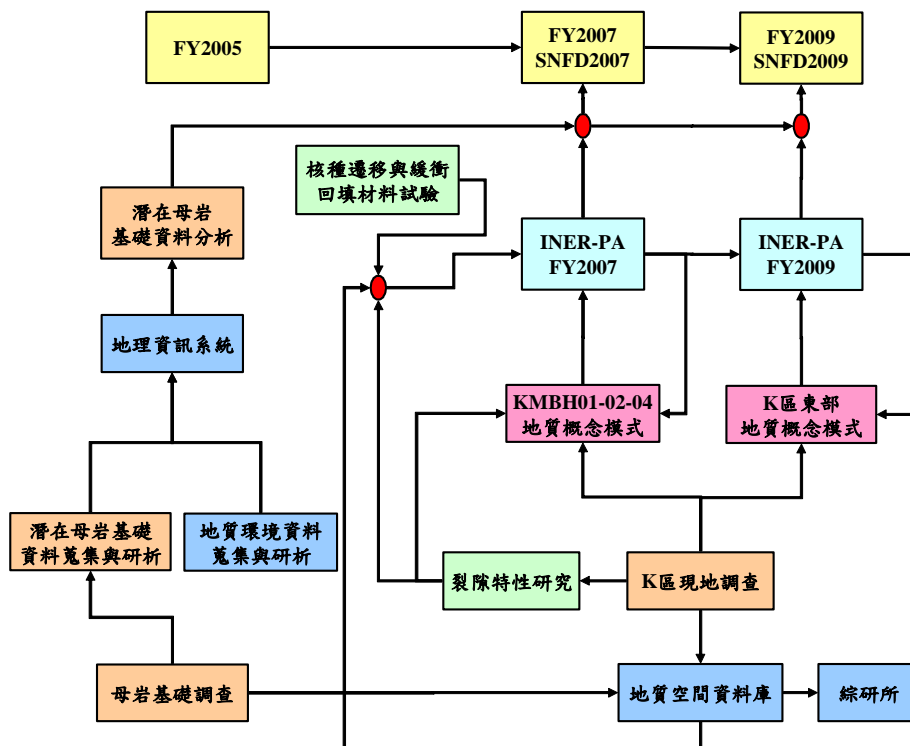 FY2005
FY2007
SNFD2007
FY2009
SNFD2009
核種遷移與緩衝
回填材料試驗
潛在母岩
基礎資料分析
INER-PA
FY2007
INER-PA
FY2009
地理資訊系統
KMBH01-02-04
地質概念模式
K區東部
地質概念模式
潛在母岩基礎
資料蒐集與研析
地質環境資料
蒐集與研析
裂隙特性研究
K區現地調查
母岩基礎調查
地質空間資料庫
綜研所